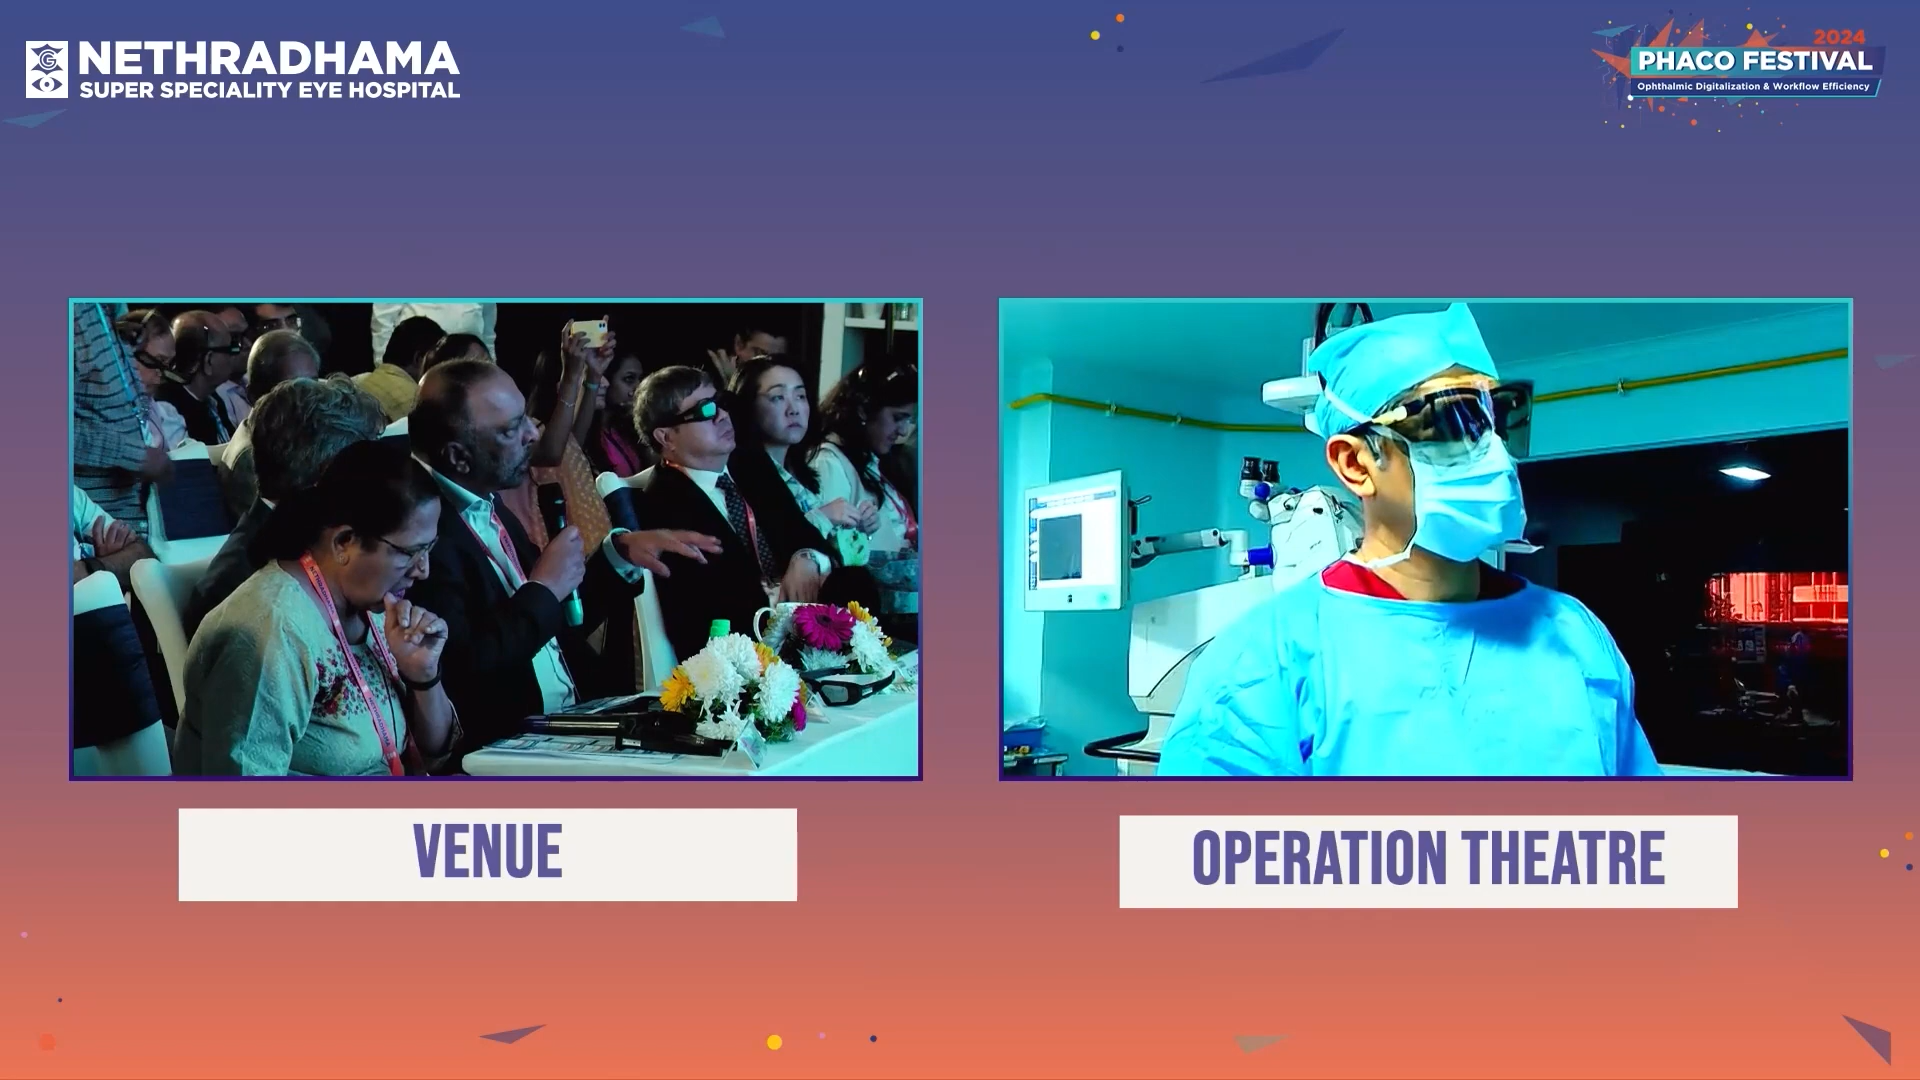 NETHRADHAMA
SUPER SPECIALITY EYE HOSPITAL
2024
PHACO FESTIVAL
Ophthalmic Digitalization & Workflow Efficiency
VENUE
OPERATION THEATRE